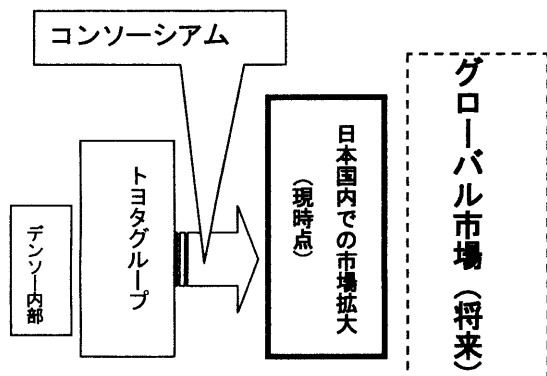 コンソーシアム
デンソー内部
トヨタグループ
日本国内での市場拡大
（現時点）
グローバル市場（将来）